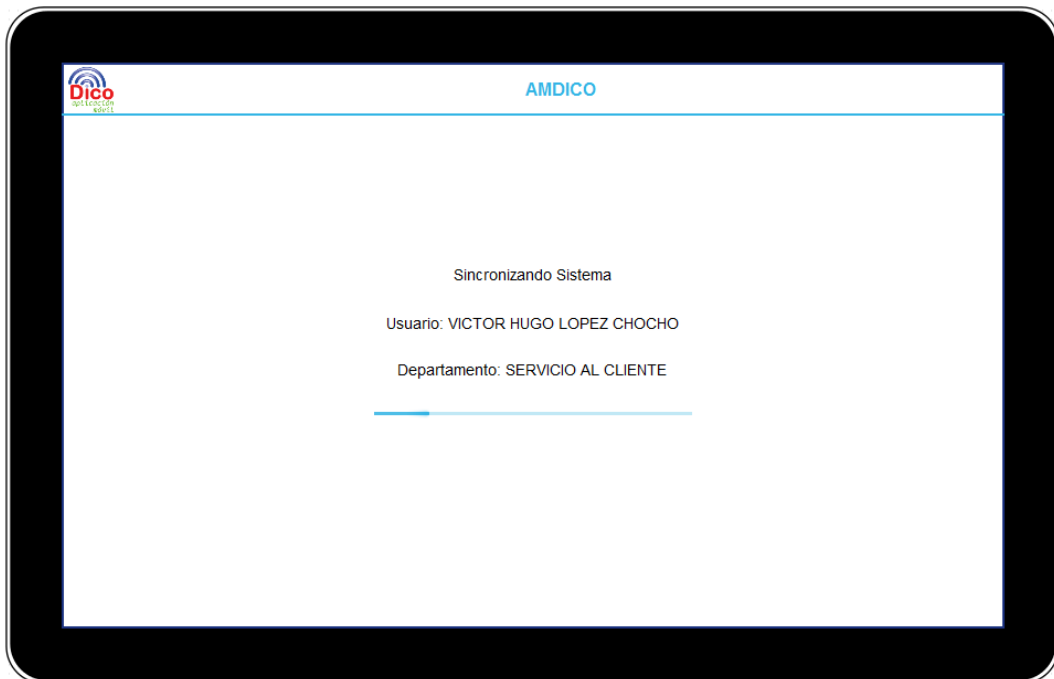 Dico
aplicación
AMDICO
Sincronizando Sistema
Usuario: VICTOR HUGO LOPEZ CHOCHO
Departamento: SERVICIO AL CLIENTE